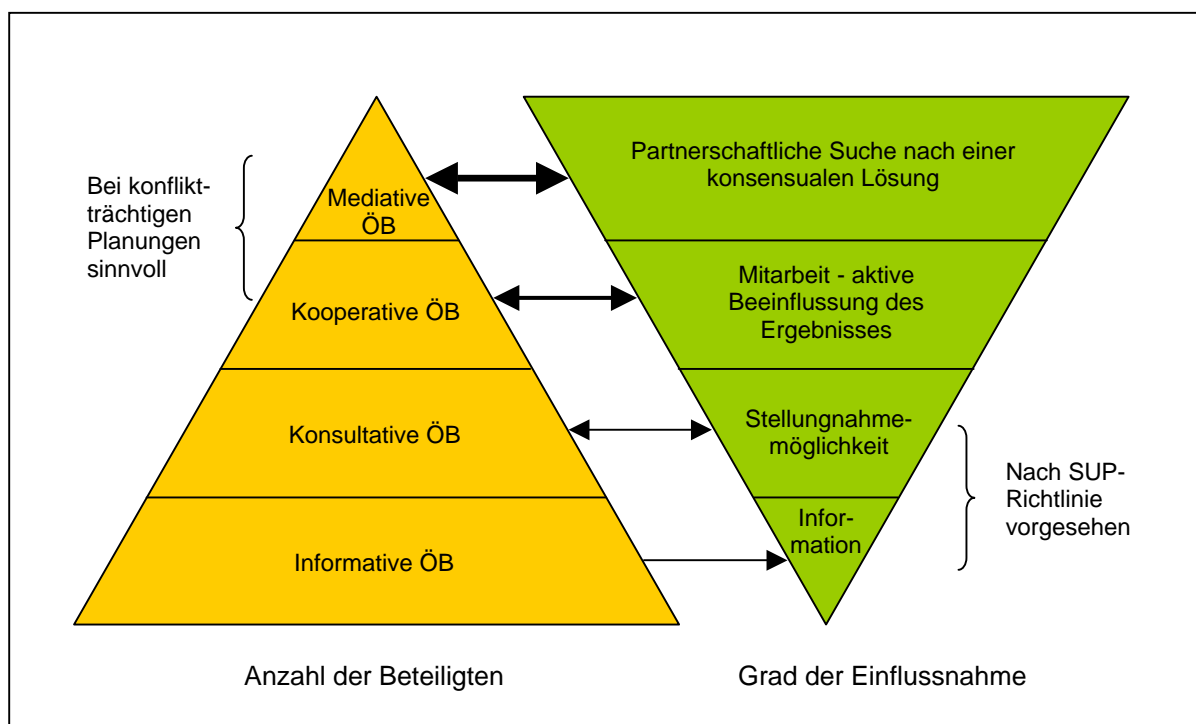 Bei konflikt-
trächtigen
Planungen
sinnvoll
Mediative
ÖB
Kooperative ÖB
Konsultative ÖB
Informative ÖB
Anzahl der Beteiligten
Partnerschaftliche Suche nach einer
konsensualen Lösung
Mitarbeit - aktive
Beeinflussung des
Ergebnisses
Stellungnahme-
möglichkeit
Infor-
mation
Nach SUP-
Richtlinie
vorgesehen
Grad der Einflussnahme